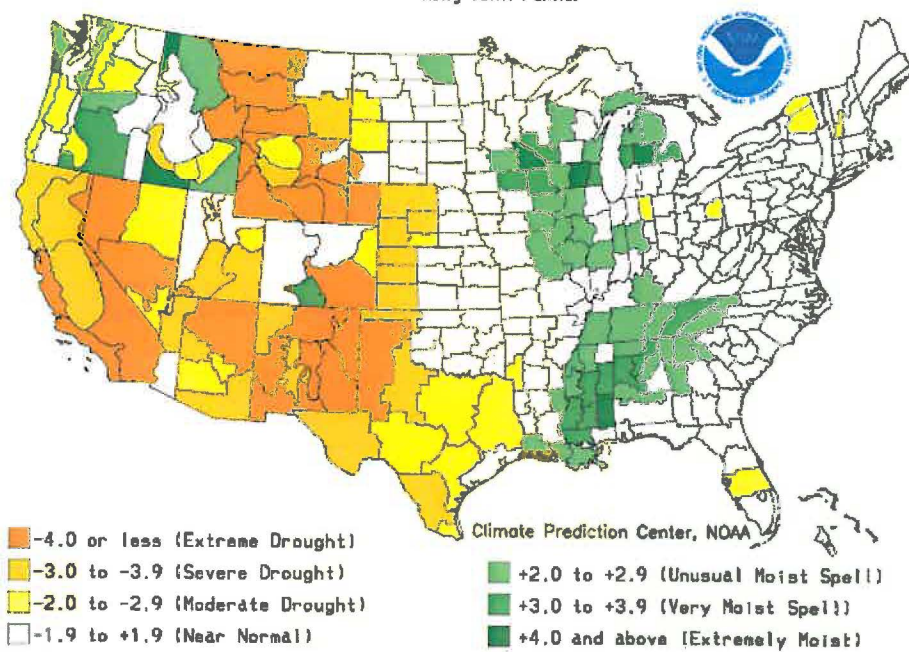 Climate Prediction Center, NOAA
-4.0 or less (Extreme Drought)
-3.0 to -3.9 (Severe Drought)
-2.0 to -2.9 (Moderate Drought)
-1.9 to +1.9 (Near Normal)
+2.0 to +2.9 (Unusual Moist Spell)
+3.0 to +3.9 (Very Moist Spell)
+4.0 and above (Extremely Moist)